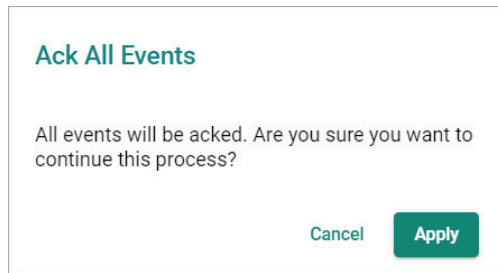 Ack All Events
All events will be acked. Are you sure you want to
continue this process?
Cancel
Apply